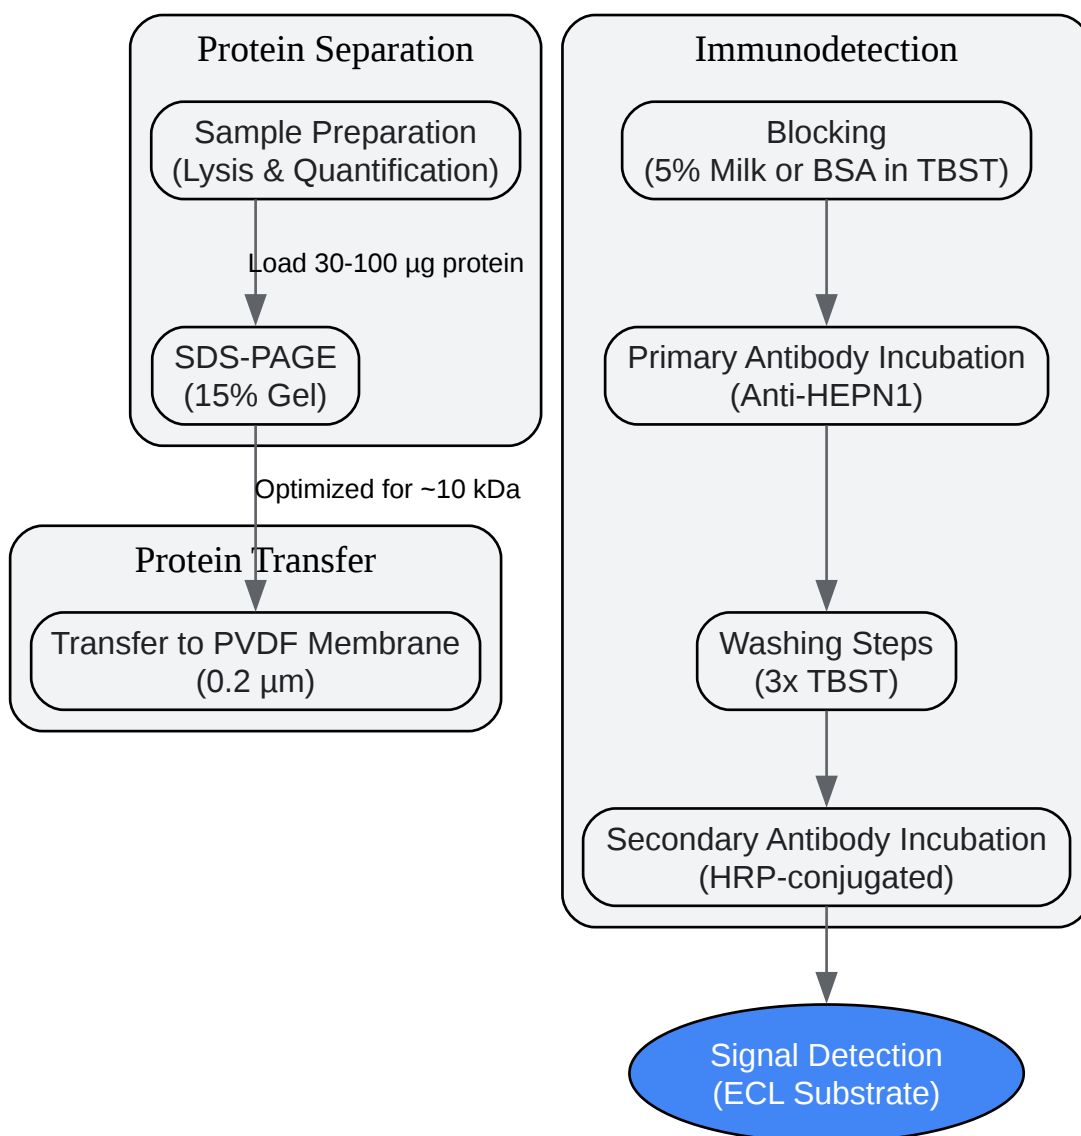 Protein Separation
Sample Preparation
(Lysis & Quantification)
Load 30-100 µg protein
SDS-PAGE
(15% Gel)
Optimized for ~10 kDa
Protein Transfer
Transfer to PVDF Membrane
(0.2 µm)
Immunodetection
Blocking
(5% Milk or BSA in TBST)
Primary Antibody Incubation
(Anti-HEPN1)
Washing Steps
(3x TBST)
Secondary Antibody Incubation
(HRP-conjugated)
Signal Detection
(ECL Substrate)